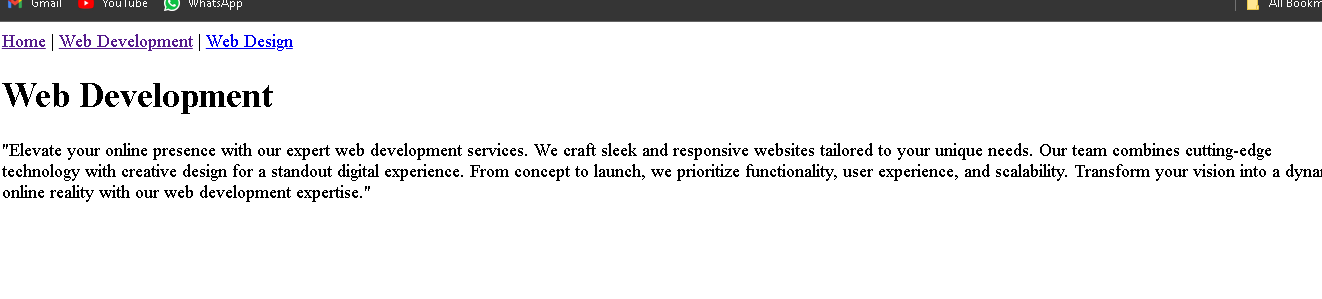 Gmail YouTube WhatsApp All
Home | Web Development | Web Design
Web Development
"Elevate your online presence with our expert web development services. We craft sleek and responsive websites tailored to your unique needs. Our team combines cutting-edge
technology with creative design for a standout digital experience. From concept to launch, we prioritize functionality, user experience, and scalability. Transform your vision into a
online reality with our web development expertise."